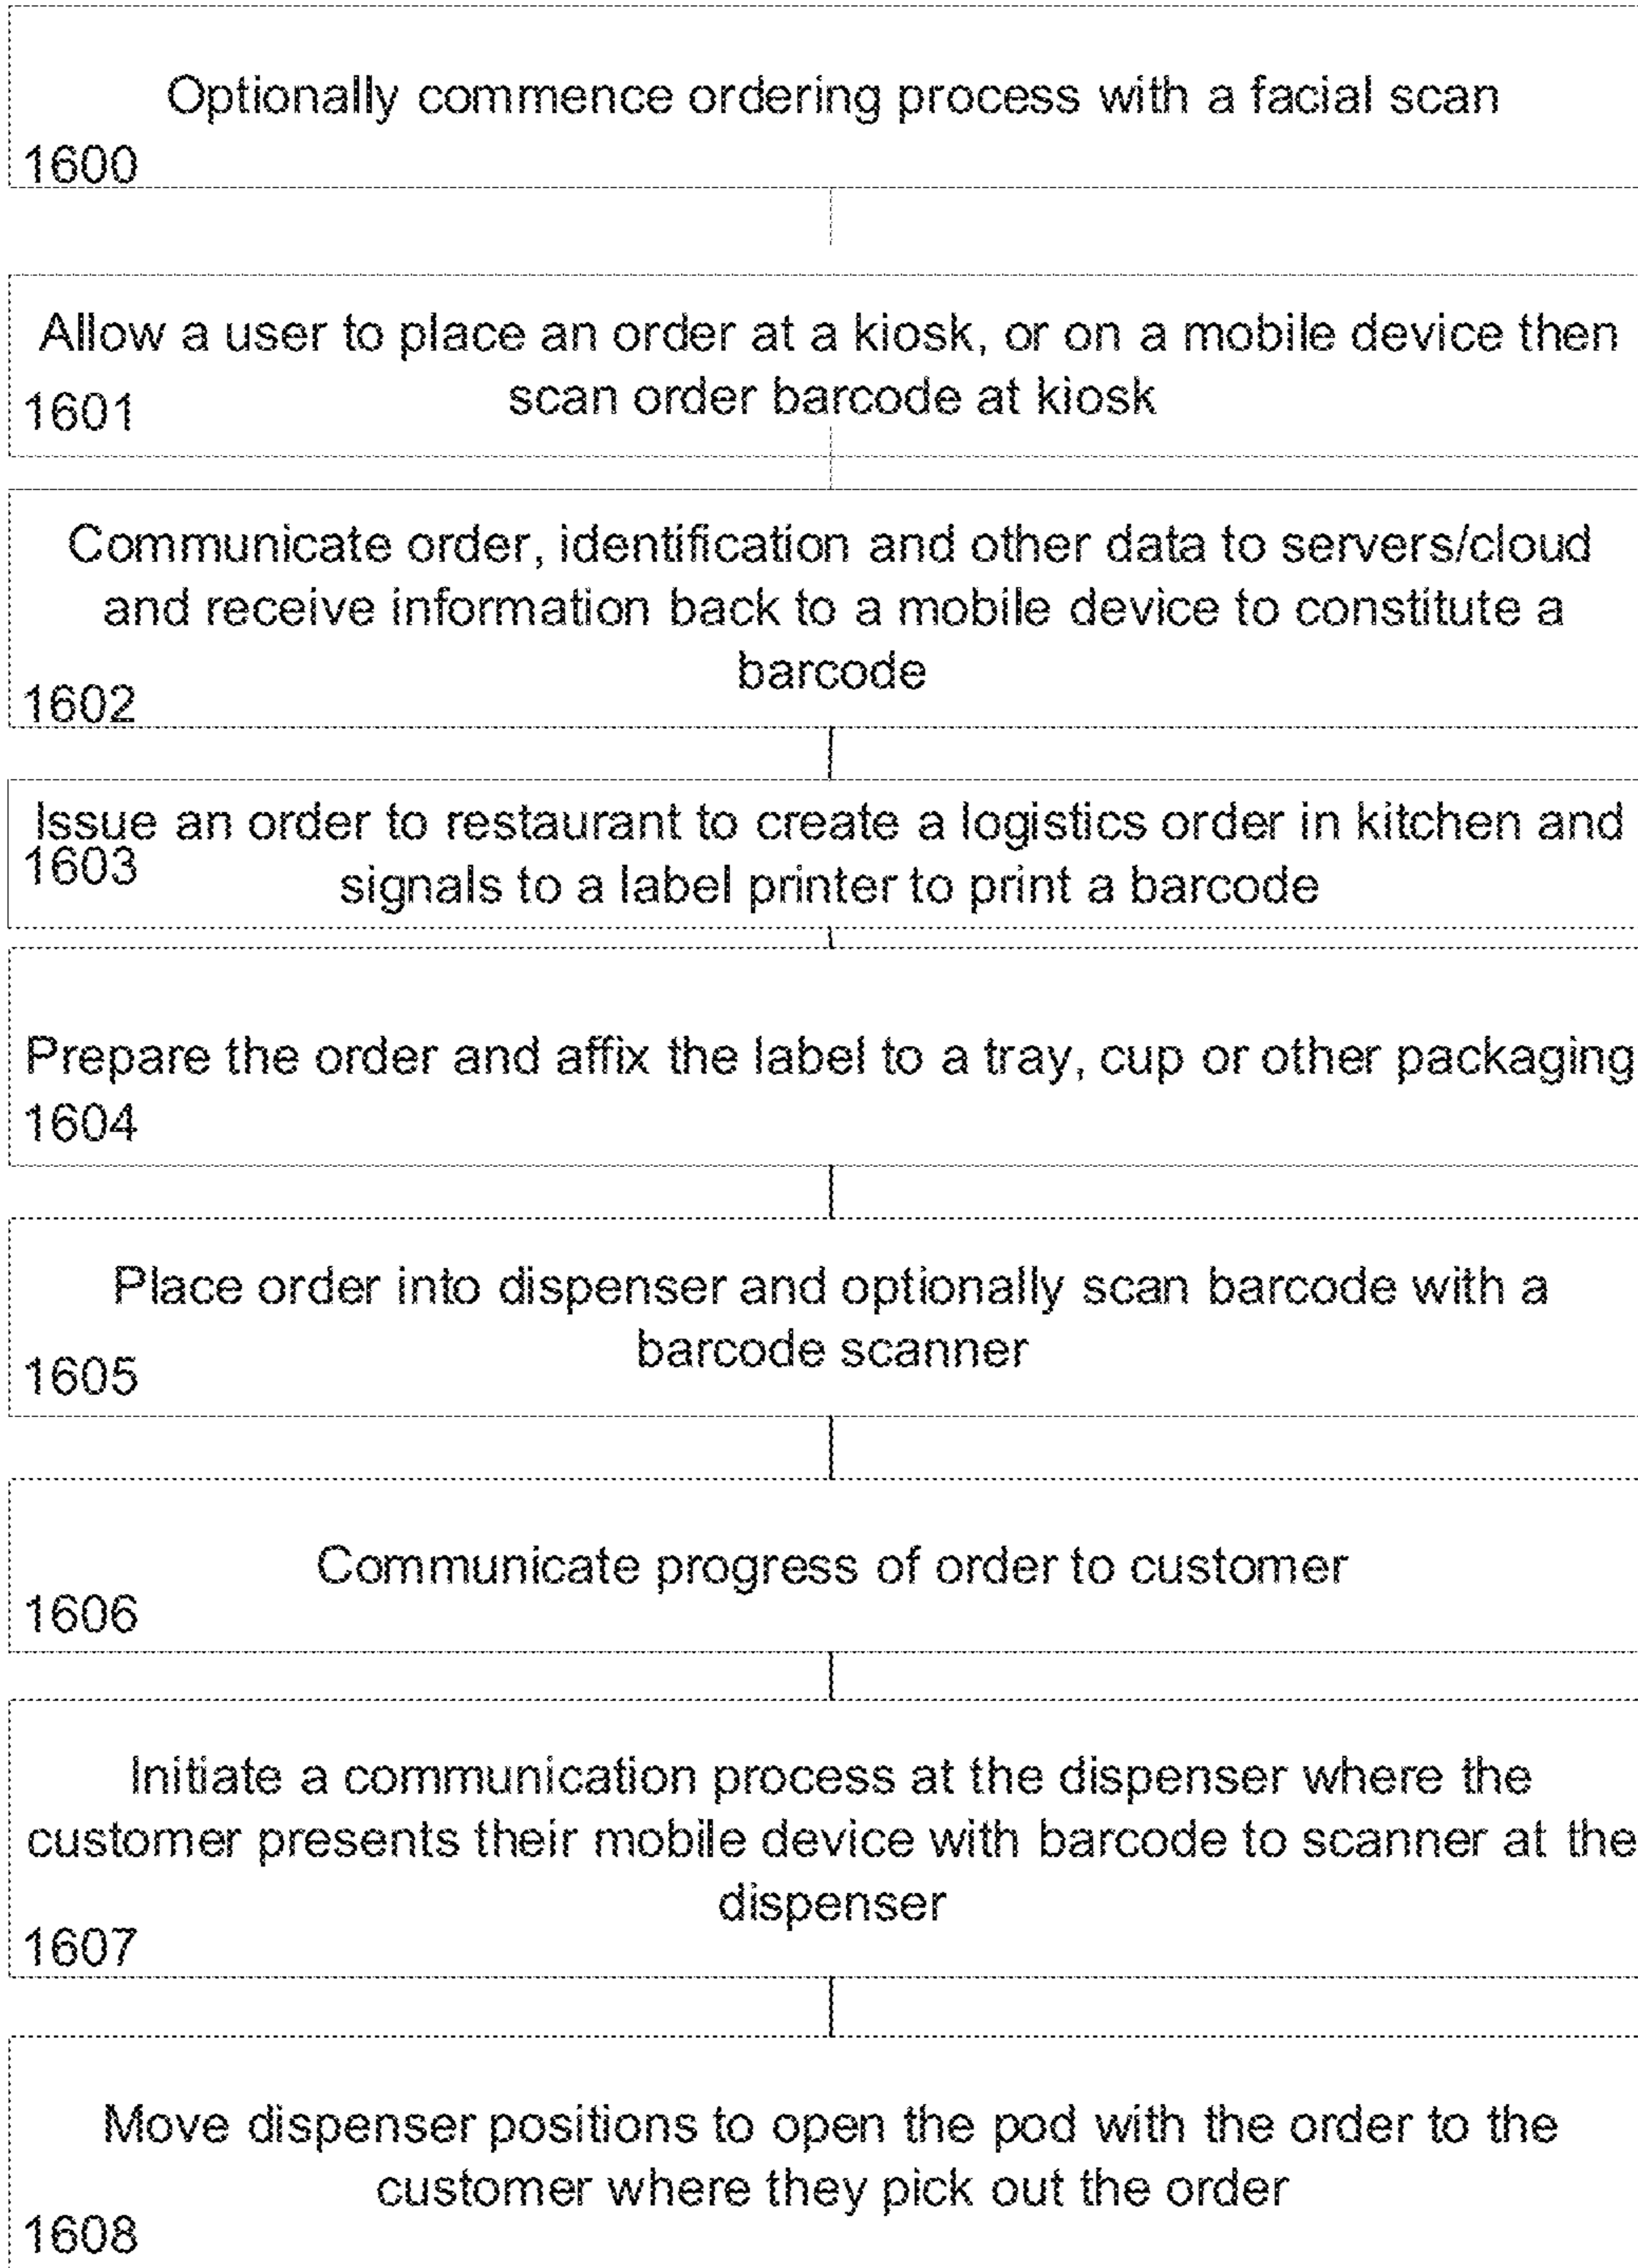 Optionally commence ordering process with a facial scan
1600
Allow a user to place an order at a kiosk, or on a mobile device then
scan order barcode at kiosk
1601
Communicate order, identification and other data to servers/cloud
and receive information back to a mobile device to constitute a
barcode
1602
Issue an order to restaurant to create a logistics order in kitchen and
1603
signals to a label printer to print a barcode
Prepare the order and affix the label to a tray, cup or other packaging
1604
Place order into dispenser and optionally scan barcode with a
barcode scanner
1605
Communicate progress of order to customer
1606
Initiate a communication process at the dispenser where the
customer presents their mobile device with barcode to scanner at the
dispenser
1607
Move dispenser positions to open the pod with the order to the
customer where they pick out the order
1608